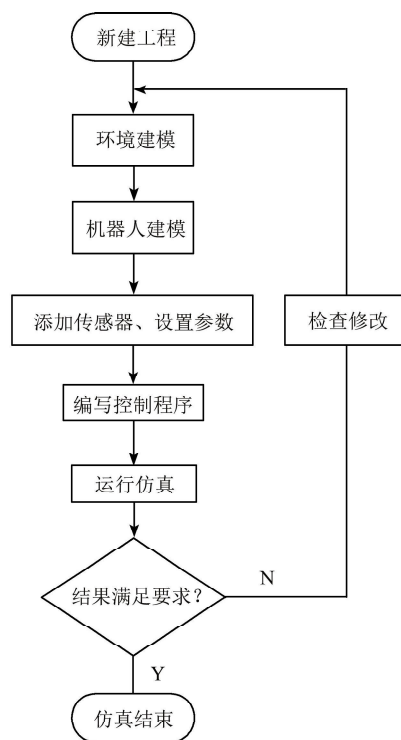 新建工程
环境建模
机器人建模
添加传感器、设置参数
检查修改
编写控制程序
运行仿真
结果满足要求?
N
Y
仿真结束